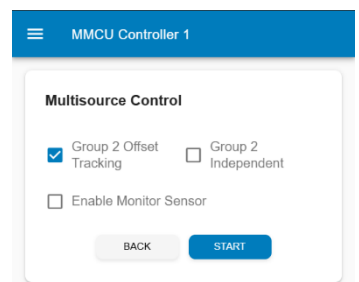 MMCU Controller 1
Multisource Control
Group 2 Offset
Tracking
Group 2
Independent
Enable Monitor Sensor
BACK
START